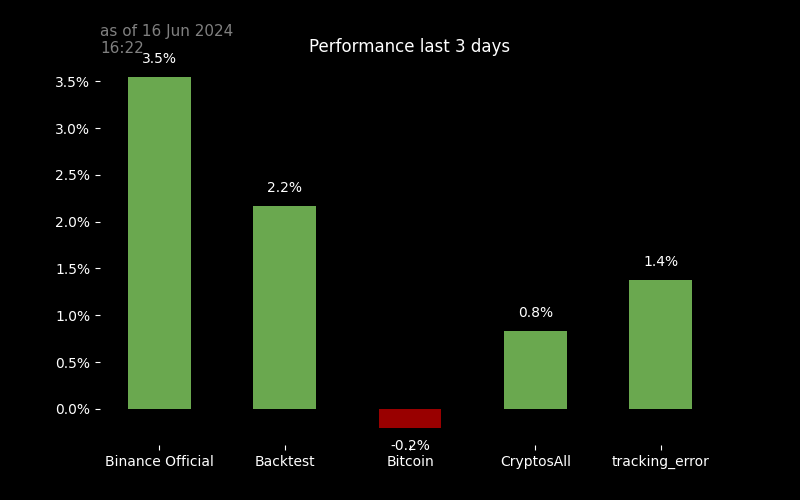 as of 16 Jun 2024
16:22
Performance last 3 days
3.5%
3.5%
3.0%
2.5%
2.0%
1.5%
1.0%
0.5%
0.0%
2.2%
-0.2%
0.8%
1.4%
Binance Official
Backtest
Bitcoin
CryptosAll
tracking_error